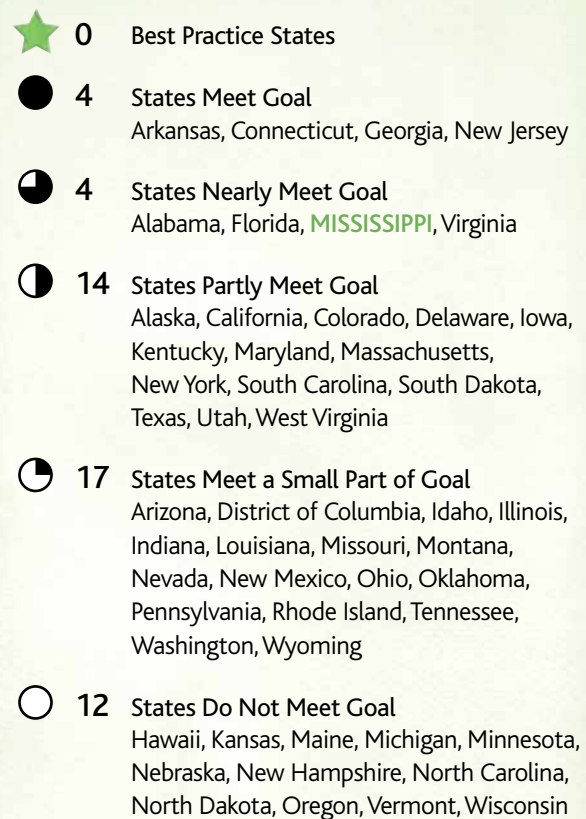 0 Best Practice States
4 States Meet Goal
Arkansas, Connecticut, Georgia, New Jersey
4 States Nearly Meet Goal
Alabama, Florida, MISSISSIPPI, Virginia
14 States Partly Meet Goal
Alaska, California, Colorado, Delaware, Iowa,
Kentucky, Maryland, Massachusetts,
New York, South Carolina, South Dakota,
Texas, Utah, West Virginia
17 States Meet a Small Part of Goal
Arizona, District of Columbia, Idaho, Illinois,
Indiana, Louisiana, Missouri, Montana,
Nevada, New Mexico, Ohio, Oklahoma,
Pennsylvania, Rhode Island, Tennessee,
Washington, Wyoming
12 States Do Not Meet Goal
Hawaii, Kansas, Maine, Michigan, Minnesota,
Nebraska, New Hampshire, North Carolina,
North Dakota, Oregon, Vermont, Wisconsin